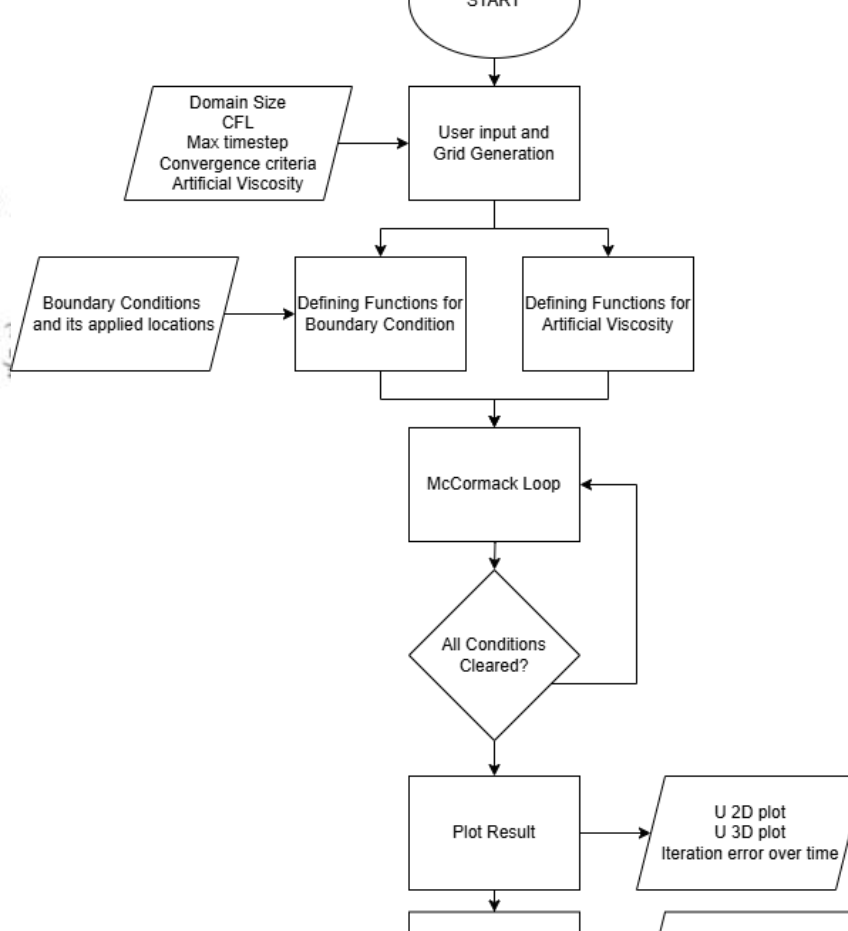 START
Domain Size
CFL
Max timestep
Convergence criteria
Artificial Viscosity
User input and
Grid Generation
Boundary Conditions
and its applied locations
Defining Functions for
Boundary Condition
Defining Functions for
Artificial Viscosity
McCormack Loop
All Conditions
Cleared?
Plot Result
U 2D plot
U 3D plot
Iteration error over time